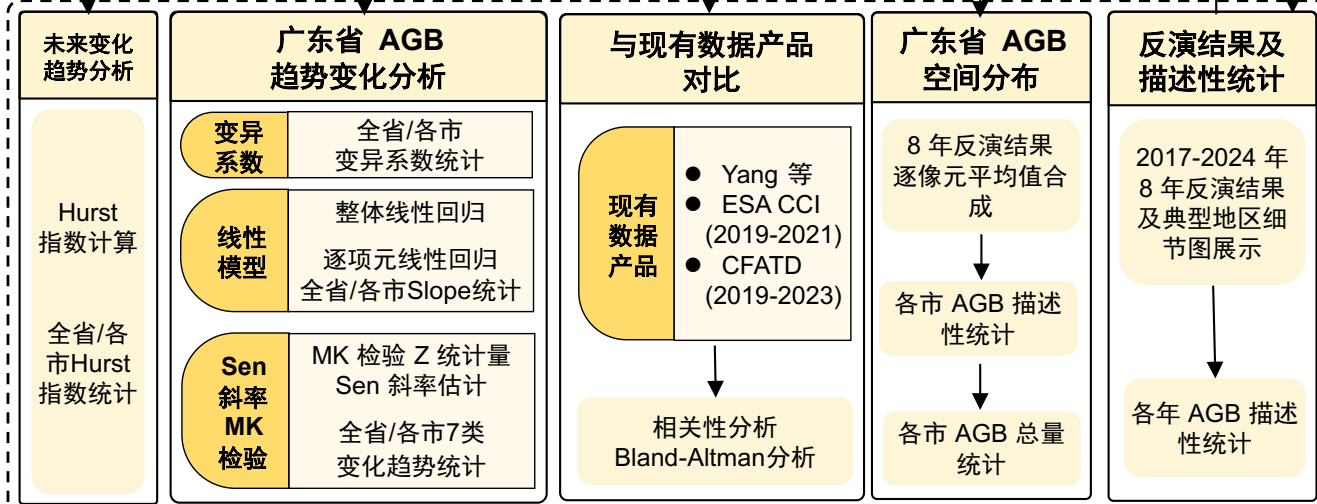 未来变化
趋势分析
Hurst
指数计算
全省/各
市Hurst
指数统计
广东省 AGB
趋势变化分析
变异
系数
全省/各市
变异系数统计
线性
模型
整体线性回归
逐项元线性回归
全省/各市Slope统计
Sen
斜率
MK
检验
MK 检验 Z 统计量
Sen 斜率估计
全省/各市7类
变化趋势统计
与现有数据产品
对比
现有
数据
产品
● Yang 等
● ESA CCI
(2019-2021)
● CFATD
(2019-2023)
相关性分析
Bland-Altman分析
广东省 AGB
空间分布
8 年反演结果
逐像元平均值合
成
各市 AGB 描述
性统计
各市 AGB 总量
统计
反演结果及
描述性统计
2017-2024 年
8 年反演结果
及典型地区细
节图展示
各年 AGB 描述
性统计